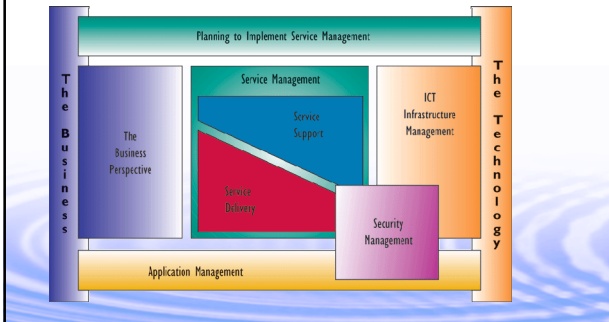 Planning to Implement Service Management
The Business
The
Business
Perspective
Service Management
Service
Support
Service
Delivery
ICT
Infrastructure
Management
The Technology
Security
Management
Application Management